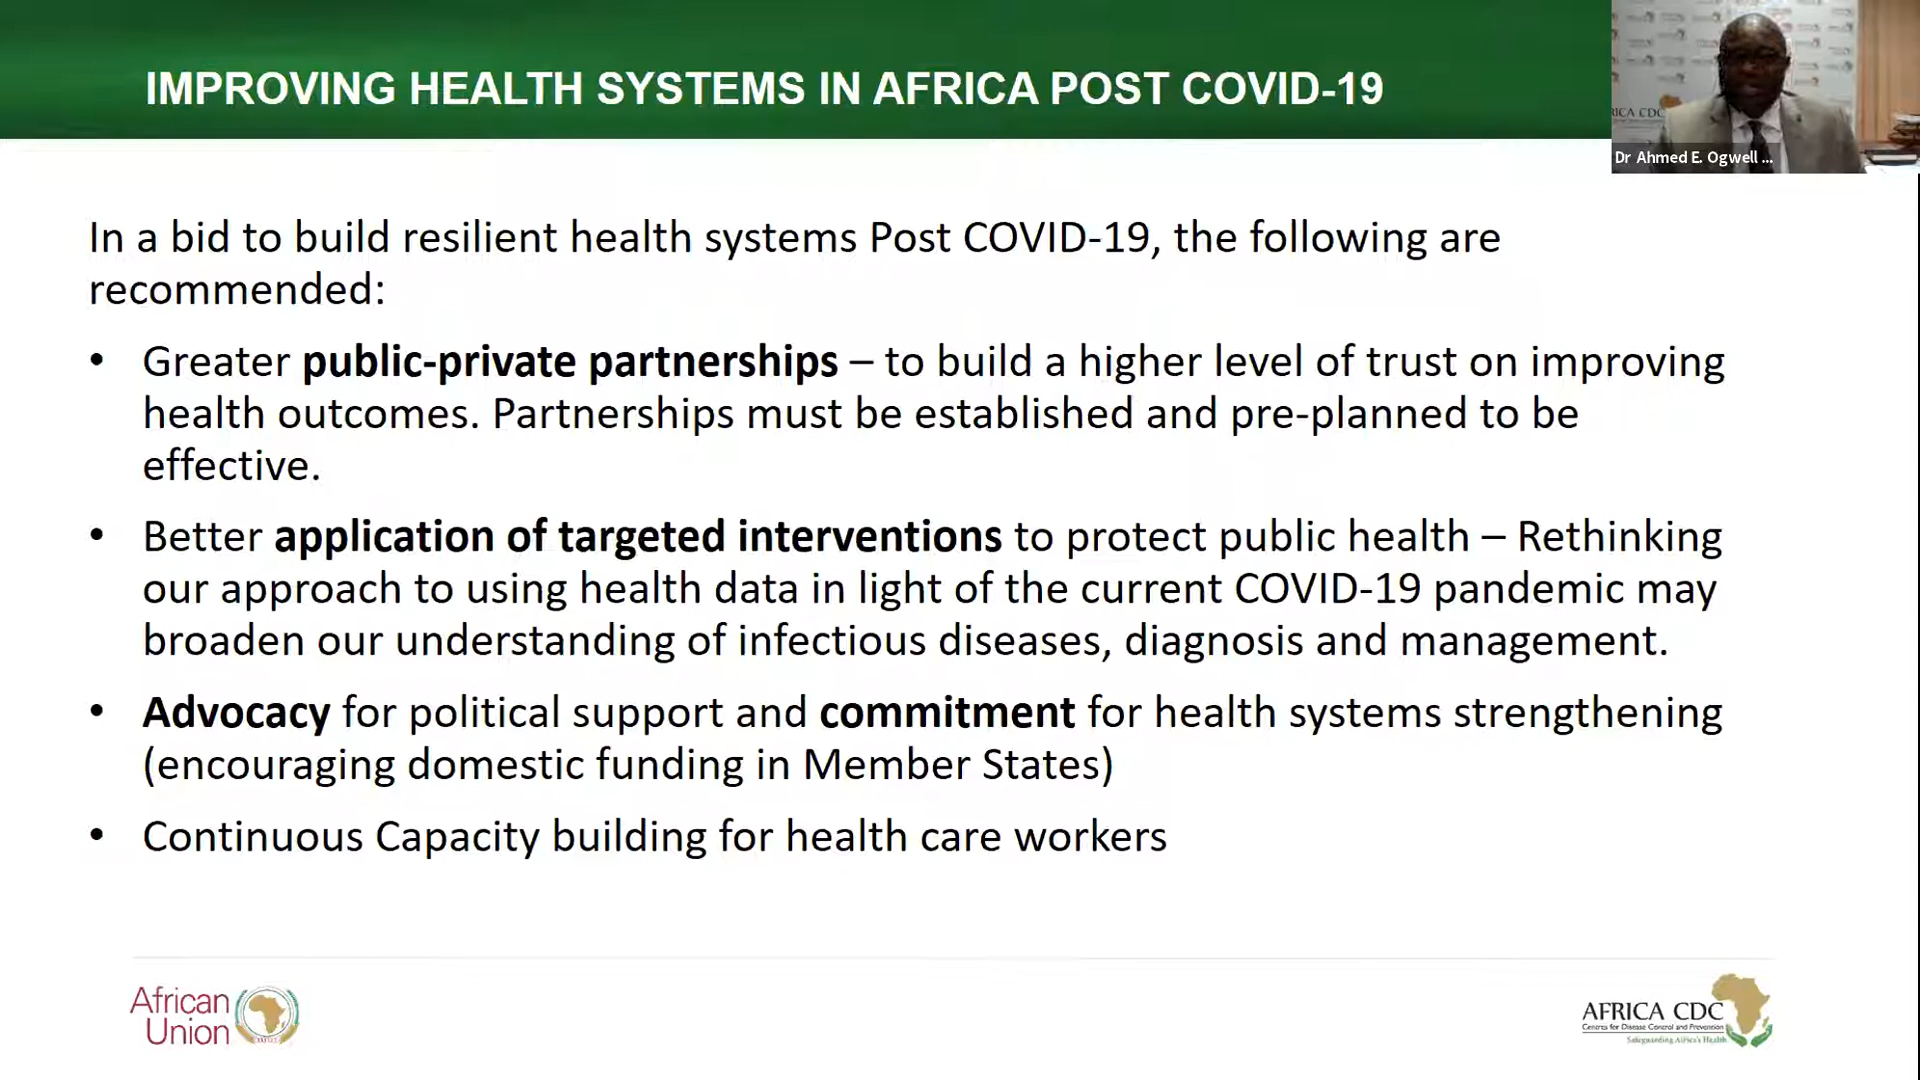 IMPROVING HEALTH SYSTEMS IN AFRICA POST COVID-19
RICA CDC
Dr Ahmed E. Ogwell ...
In a bid to build resilient health systems Post COVID-19, the following are
recommended:
• Greater public-private partnerships – to build a higher level of trust on improving
health outcomes. Partnerships must be established and pre-planned to be
effective.
• Better application of targeted interventions to protect public health – Rethinking
our approach to using health data in light of the current COVID-19 pandemic may
broaden our understanding of infectious diseases, diagnosis and management.
• Advocacy for political support and commitment for health systems strengthening
(encouraging domestic funding in Member States)
• Continuous Capacity building for health care workers
African
Union
AFRICA CDC
Centres for Disease Control and Prevention
Safeguarding Africa's Health